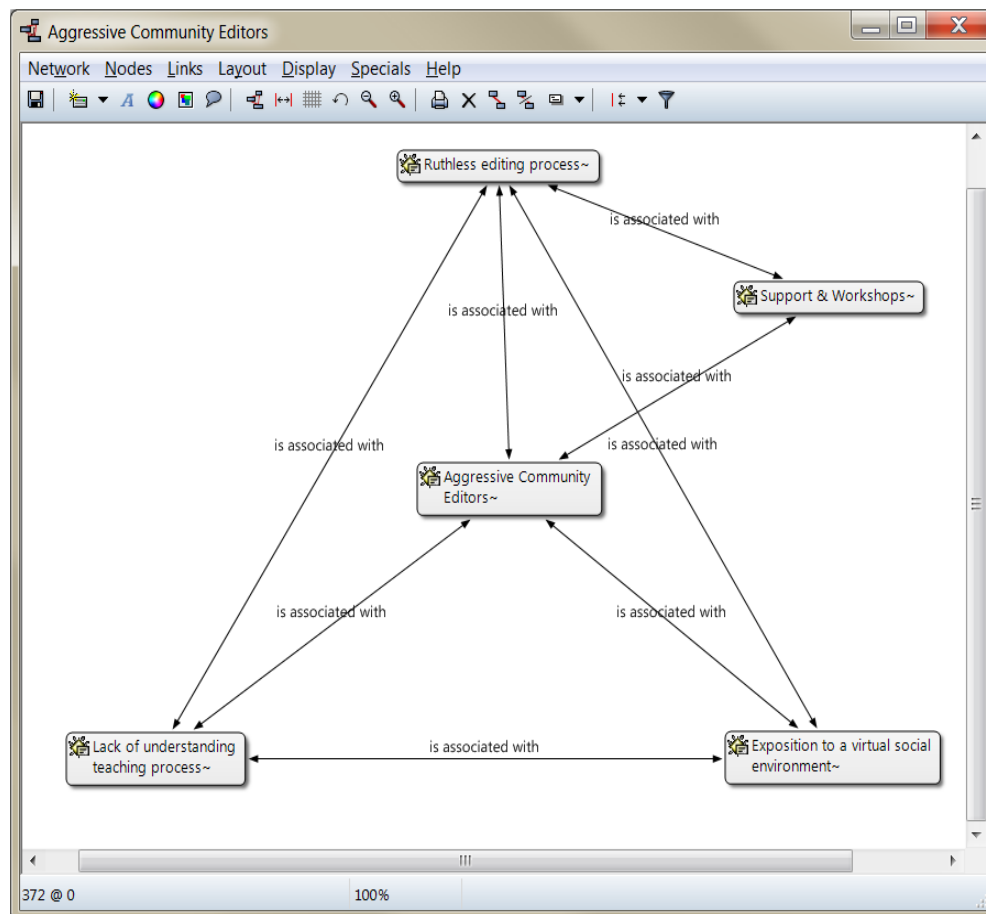 Aggressive Community Editors
Network Nodes Links Layout Display Specials Help
A
Ruthless editing process~
is associated with
Support & Workshops~
is associated with
is associated with
is associated with
is associated with
Aggressive Community
Editors~
is associated with
is associated with
Lack of understanding
teaching process~
is associated with
Exposition to a virtual social
environment~
372 @ 0
100%